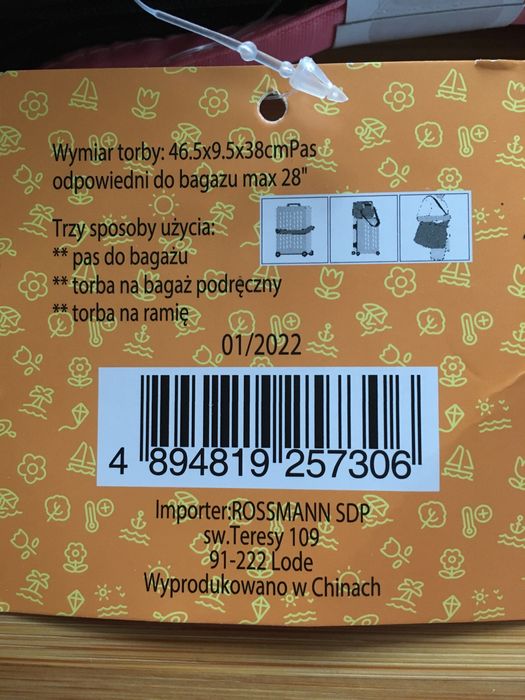 Wymiar torby: 46.5x9.5x38cmPas
odpowiedni do bagazu max 28"
Trzy sposoby użycia:
** pas do bagażu
** torba na bagaż podręczny
** torba na ramię
01/2022
4 894819 257306
Importer:ROSSMANN SDP
sw.Teresy 109
91-222 Lode
Wyprodukowano w Chinach